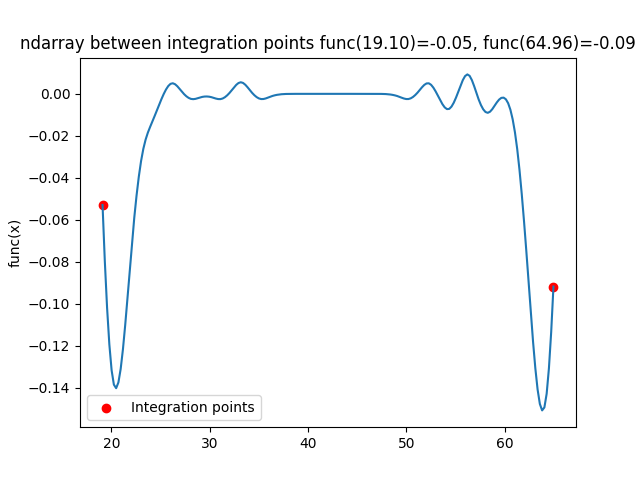 ndarray between integration points func(19.10)=-0.05, func(64.96)=-0.09
func(x)
0.00
−0.02
−0.04
−0.06
−0.08
−0.10
−0.12
−0.14
Integration points
20 30 40 50 60